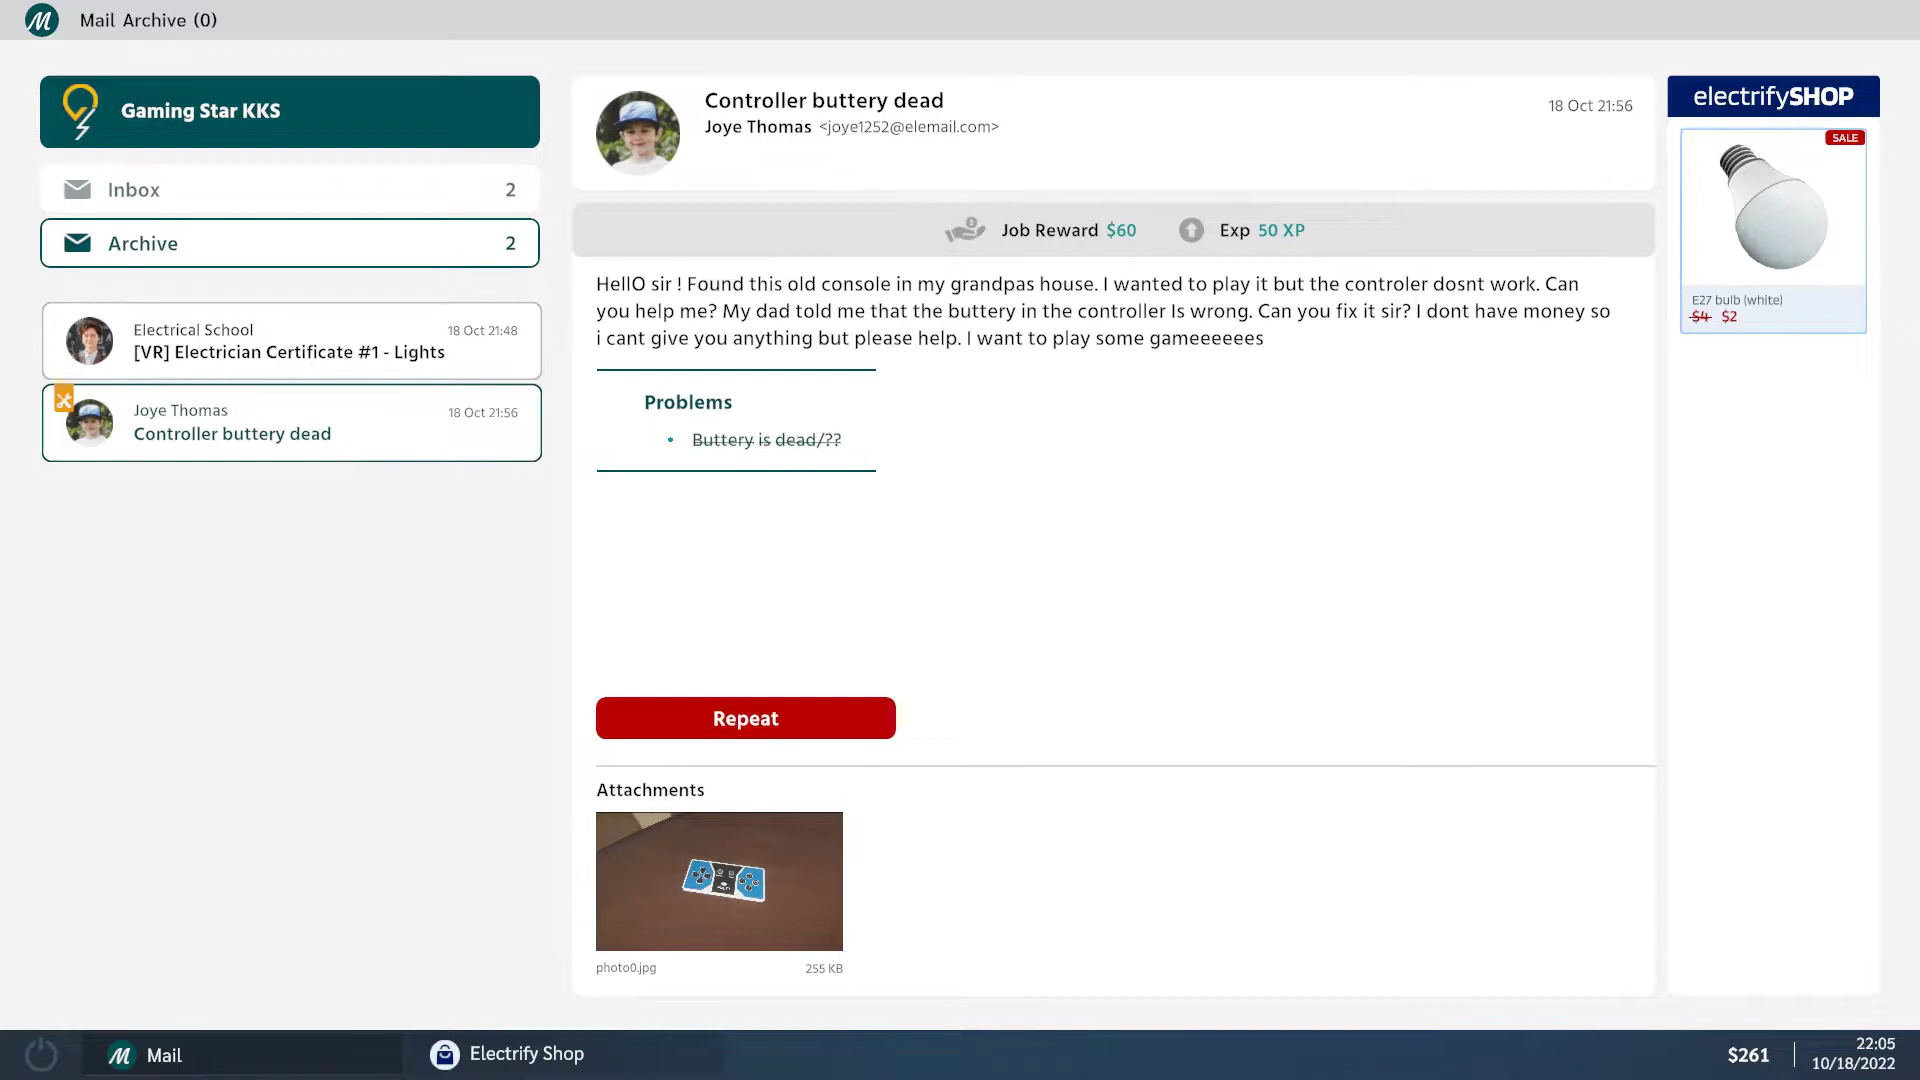 Mail Archive (0)
Gaming Star KKS
Inbox 2
Archive 2
Electrical School 18 Oct 21:48
[VR] Electrician Certificate #1 - Lights
Joye Thomas 18 Oct 21:56
Controller buttery dead
Controller buttery dead
Joye Thomas <joye1252@elemail.com>
18 Oct 21:56
Job Reward $60 Exp 50 XP
HellO sir ! Found this old console in my grandpas house. I wanted to play it but the controler dosnt work. Can
you help me? My dad told me that the buttery in the controller Is wrong. Can you fix it sir? I dont have money so
i cant give you anything but please help. I want to play some gameeeeees
Problems
• Buttery is dead/??
Repeat
Attachments
photo0.jpg 255 KB
electrifySHOP
SALE
E27 bulb (white)
$4 $2
Mail
Electrify Shop
$261
22:05
10/18/2022